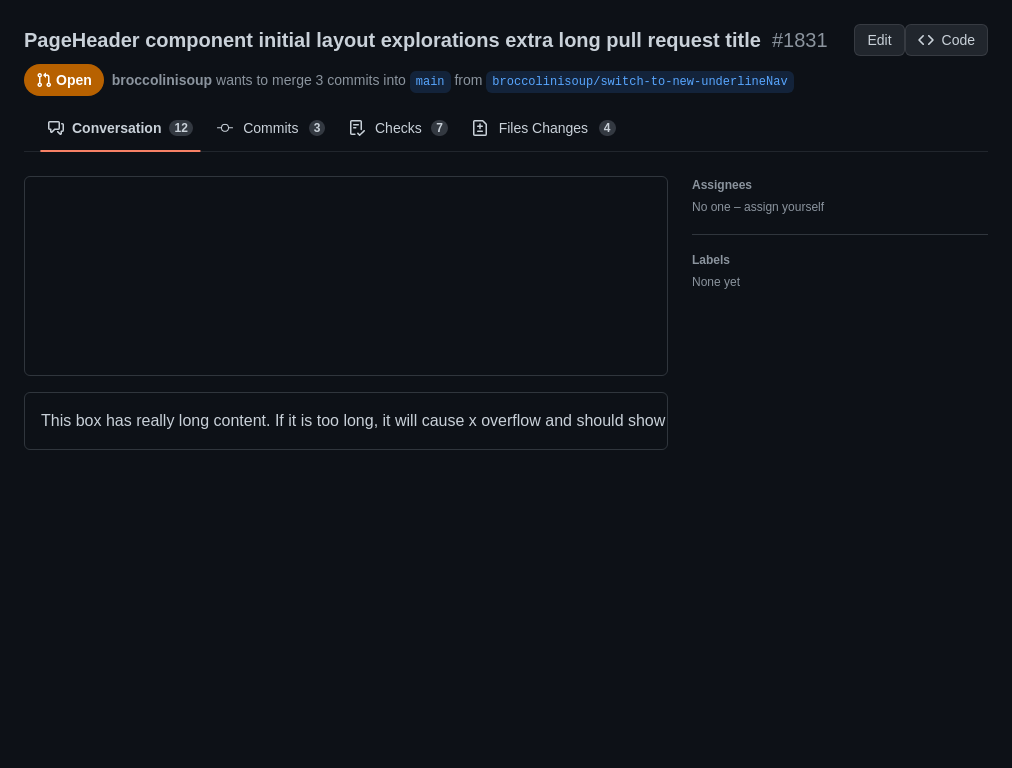 PageHeader component initial layout explorations extra long pull request title #1831
Edit
Code
Open
broccolinisoup wants to merge 3 commits into main from broccolinisoup/switch-to-new-underlineNav
Conversation 12
Commits 3
Checks 7
Files Changes 4
Assignees
No one – assign yourself
Labels
None yet
This box has really long content. If it is too long, it will cause x overflow and should show